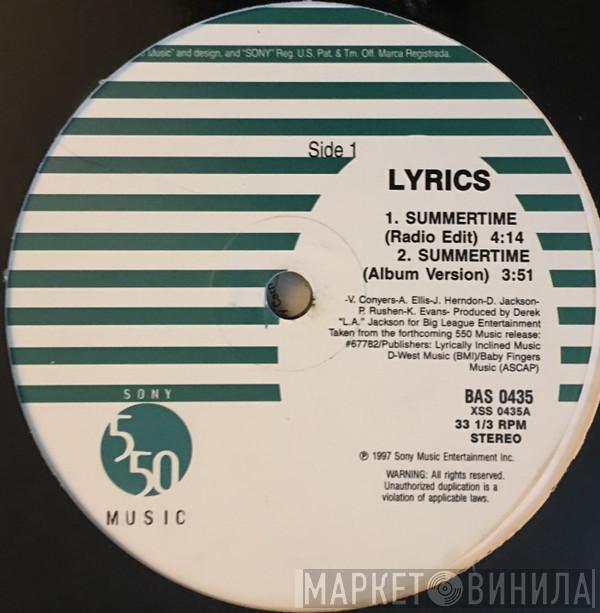 Music" and design, and "SONY" Reg. U.S. Pat. & Tm. Off. Marca Registrada.
Side 1
LYRICS
1. SUMMERTIME
(Radio Edit) 4:14
2. SUMMERTIME
(Album Version) 3:51
-V. Conyers-A. Ellis-J. Herndon-D. Jackson-
P. Rushen-K. Evans- Produced by Derek
"L.A." Jackson for Big League Entertainment
Taken from the forthcoming 550 Music release:
#67782/Publishers: Lyrically Inclined Music
D-West Music (BMI)/Baby Fingers
Music (ASCAP)
BAS 0435
XSS 0435A
33 1/3 RPM
STEREO
℗ 1997 Sony Music Entertainment Inc.
WARNING: All rights reserved.
Unauthorized duplication is a
violation of applicable laws.
SONY
550
MUSIC
МАРКЕТ ВИНИЛА